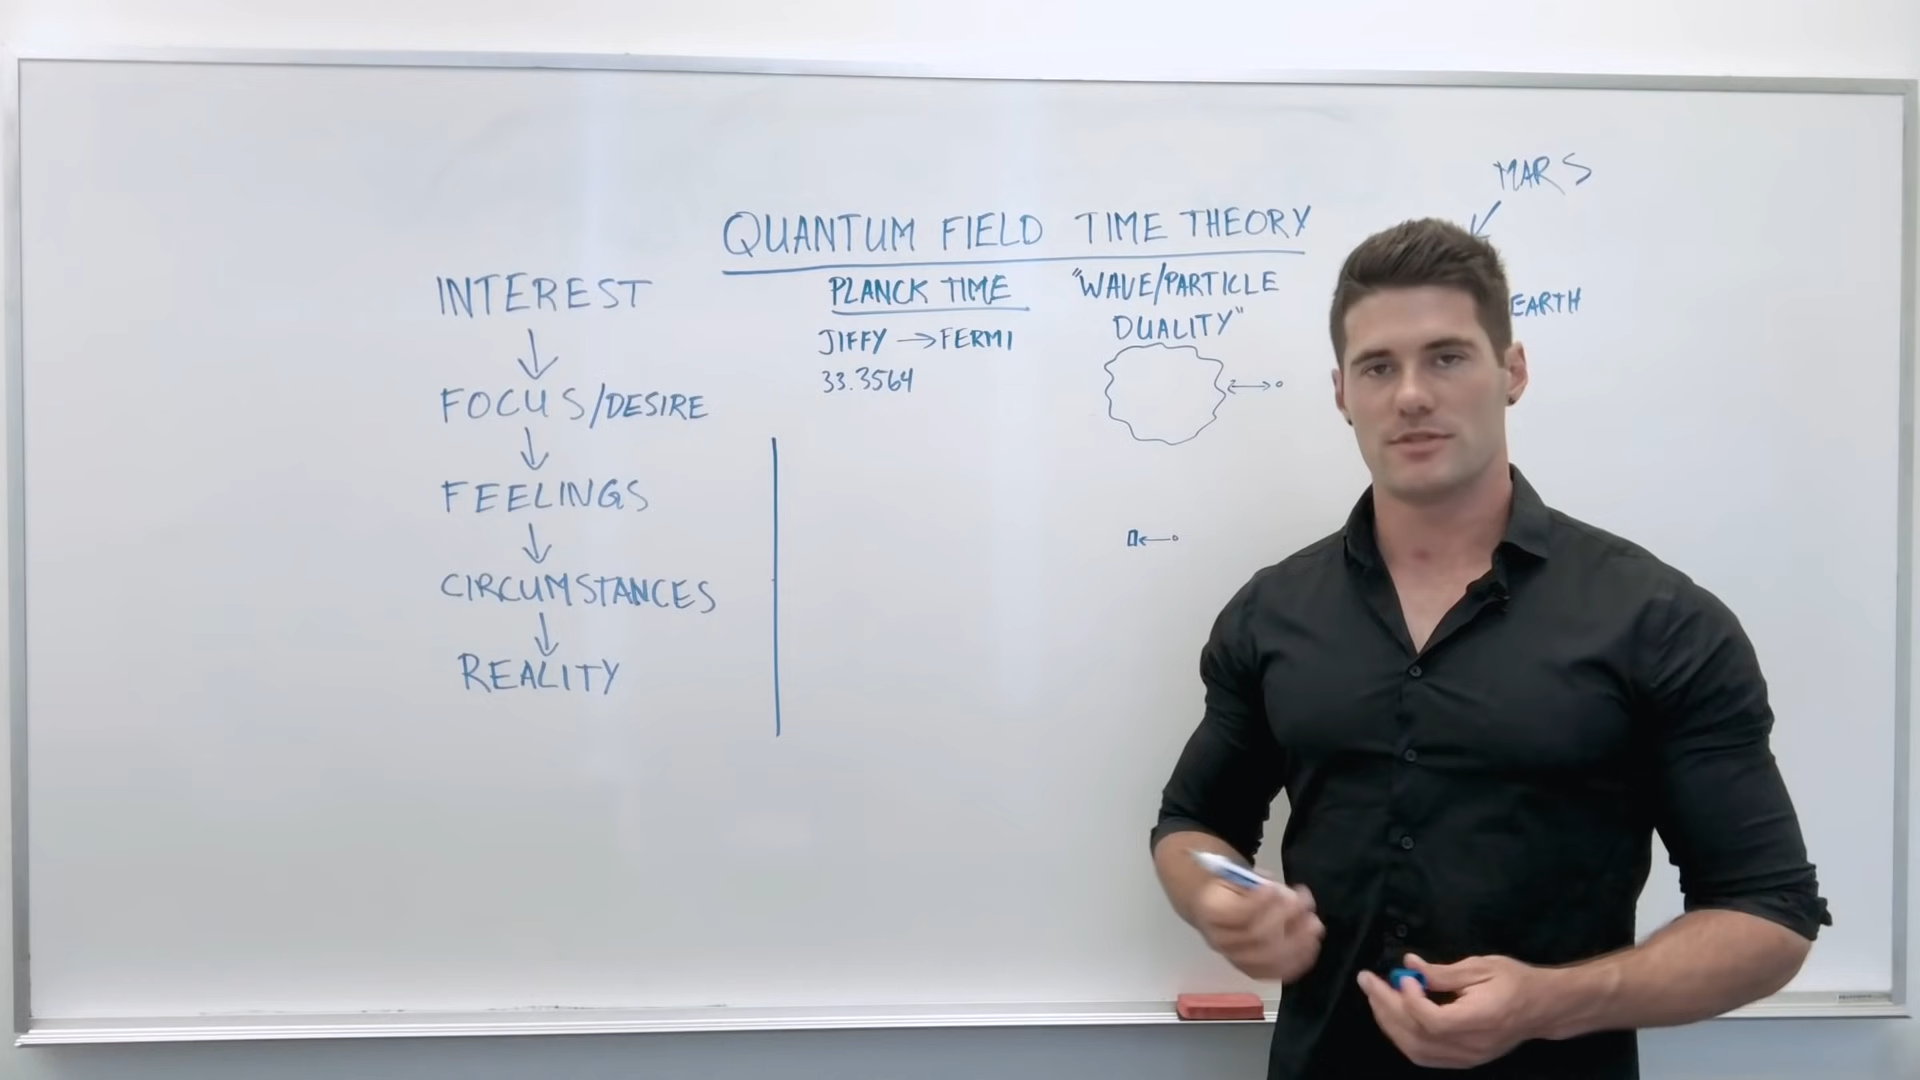 QUANTUM FIELD TIME THEORY
INTEREST
↓
FOCUS/DESIRE
↓
FEELINGS
↓
CIRCUMSTANCES
↓
REALITY
PLANCK TIME
JIFFY → FERMI
33.3564
"WAVE/PARTICLE
DUALITY"
MARS
EARTH